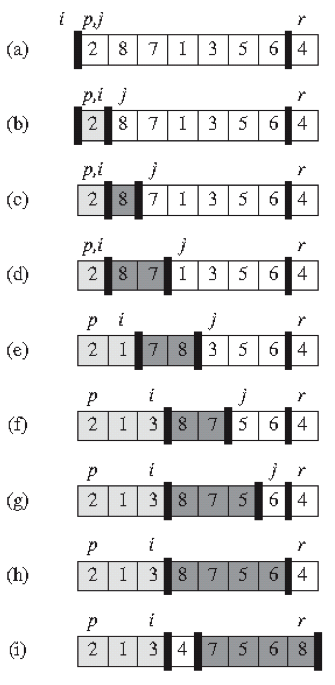 i p,j r
(a) 2 8 7 1 3 5 6 4
p,i j r
(b) 2 8 7 1 3 5 6 4
p,i j r
(c) 2 8 7 1 3 5 6 4
p,i j r
(d) 2 8 7 1 3 5 6 4
p i j r
(e) 2 1 7 8 3 5 6 4
p i j r
(f) 2 1 3 8 7 5 6 4
p i j r
(g) 2 1 3 8 7 5 6 4
p i r
(h) 2 1 3 8 7 5 6 4
p i r
(i) 2 1 3 4 7 5 6 8